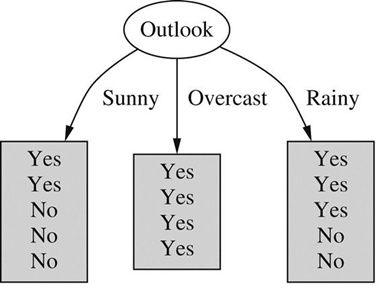 Outlook
Sunny
Overcast
Rainy
Yes
Yes
No
No
No
Yes
Yes
Yes
Yes
Yes
Yes
Yes
No
No